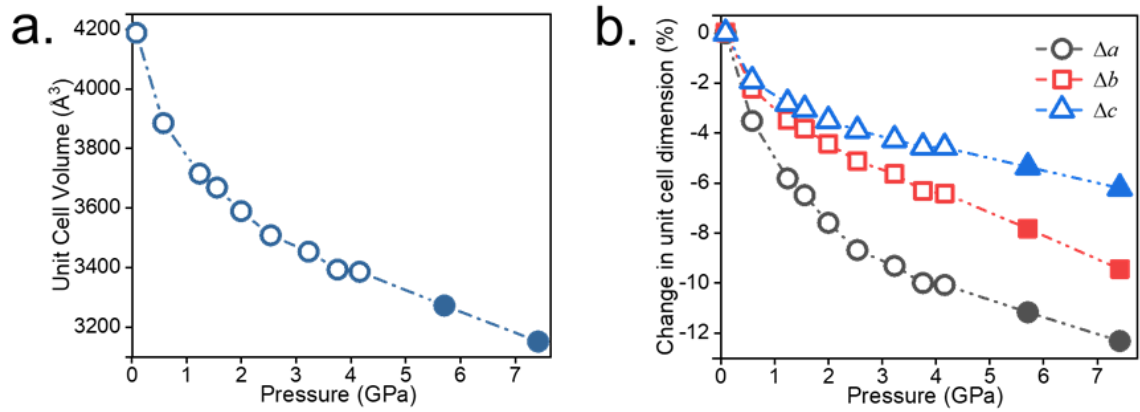 a.
Unit Cell Volume (Å³)
4200
4000
3800
3600
3400
3200
0 1 2 3 4 5 6 7
Pressure (GPa)
b.
Change in unit cell dimension (%)
0
-2
-4
-6
-8
-10
-12
0 1 2 3 4 5 6 7
Pressure (GPa)
Δa
Δb
Δc